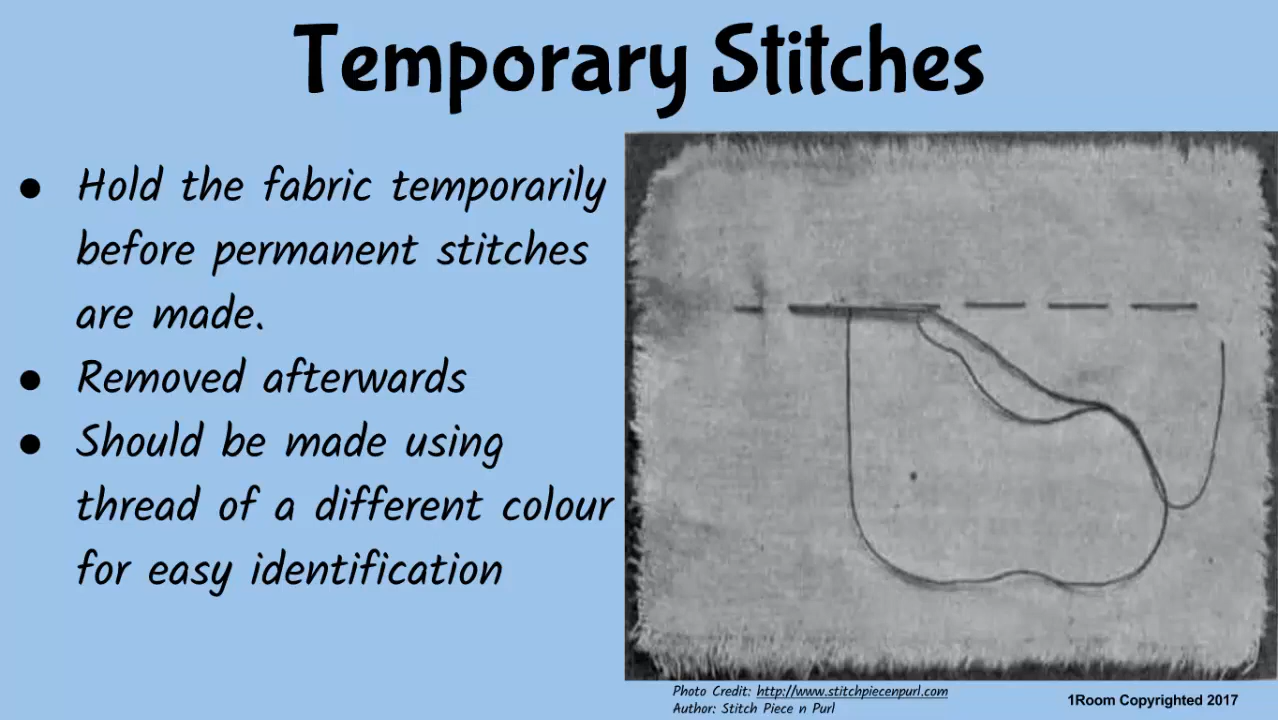 Temporary Stitches
● Hold the fabric temporarily
before permanent stitches
are made.
● Removed afterwards
● Should be made using
thread of a different colour
for easy identification
Photo Credit: http://www.stitchpiecenpurl.com
Author: Stitch Piece n Purl
1Room Copyrighted 2017